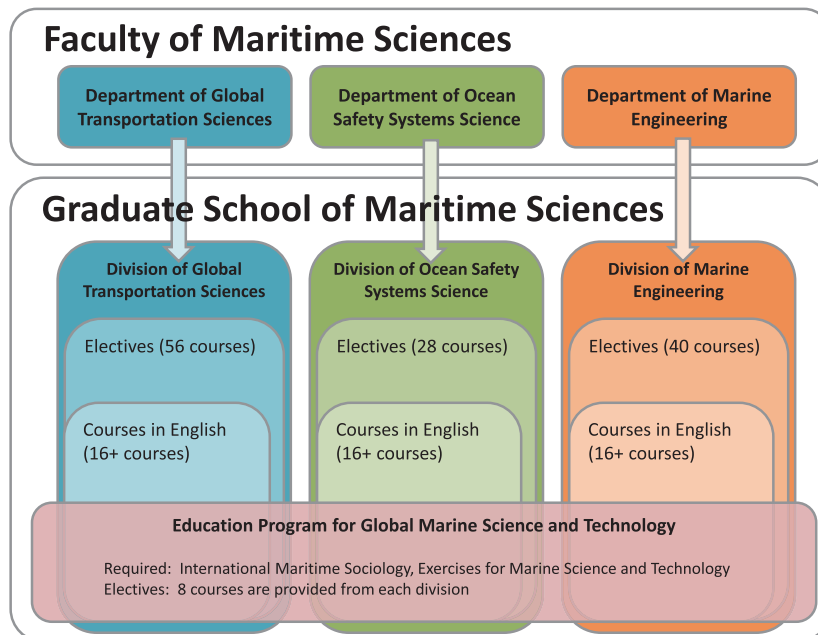 Faculty of Maritime Sciences
Department of Global
Transportation Sciences
Department of Ocean
Safety Systems Science
Department of Marine
Engineering
Graduate School of Maritime Sciences
Division of Global
Transportation Sciences
Division of Ocean Safety
Systems Science
Division of Marine
Engineering
Electives (56 courses)
Electives (28 courses)
Electives (40 courses)
Courses in English
(16+ courses)
Courses in English
(16+ courses)
Courses in English
(16+ courses)
Education Program for Global Marine Science and Technology
Required:  International Maritime Sociology, Exercises for Marine Science and Technology
Electives:  8 courses are provided from each division